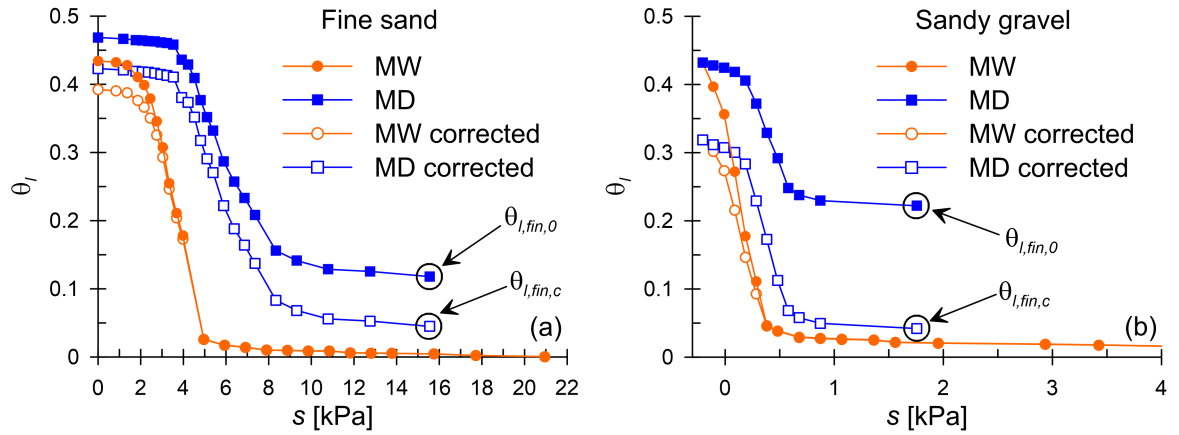 Fine sand
MW
MD
MW corrected
MD corrected
0.5
0.4
0.3
0.2
0.1
0
θl
θl,fin,0
θl,fin,c
(a)
0 2 4 6 8 10 12 14 16 18 20 22
s [kPa]
Sandy gravel
MW
MD
MW corrected
MD corrected
0.5
0.4
0.3
0.2
0.1
0
θl
θl,fin,0
θl,fin,c
(b)
0 1 2 3 4
s [kPa]